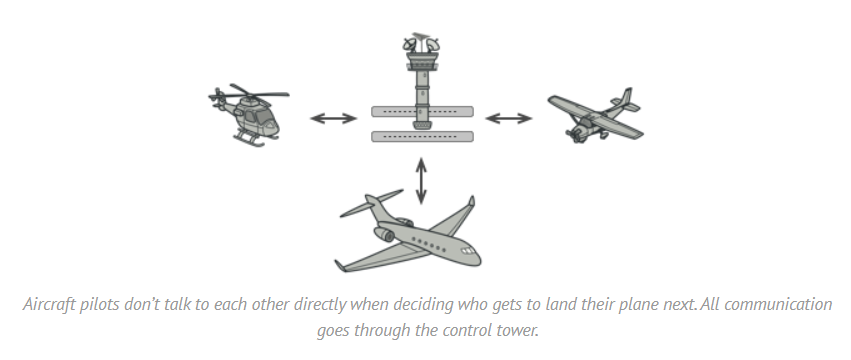 Aircraft pilots don’t talk to each other directly when deciding who gets to land their plane next. All communication
goes through the control tower.